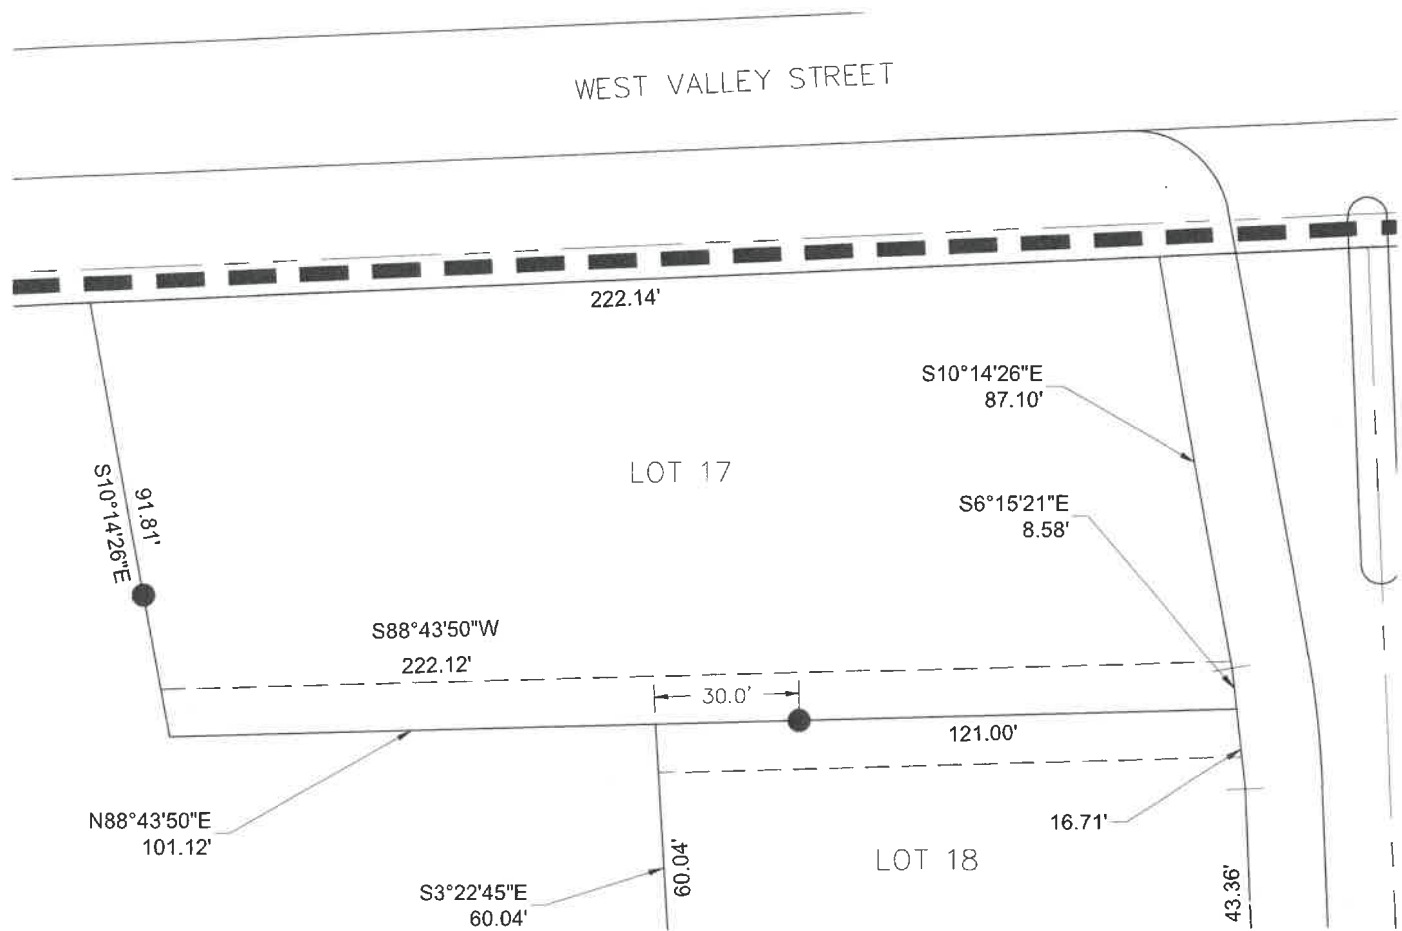 WEST VALLEY STREET
222.14'
S10°14'26"E
87.10'
LOT 17
91.81'
S10°14'26"E
S6°15'21"E
8.58'
S88°43'50"W
222.12'
30.0'
121.00'
N88°43'50"E
101.12'
16.71'
LOT 18
60.04'
S3°22'45"E
60.04'
43.36'